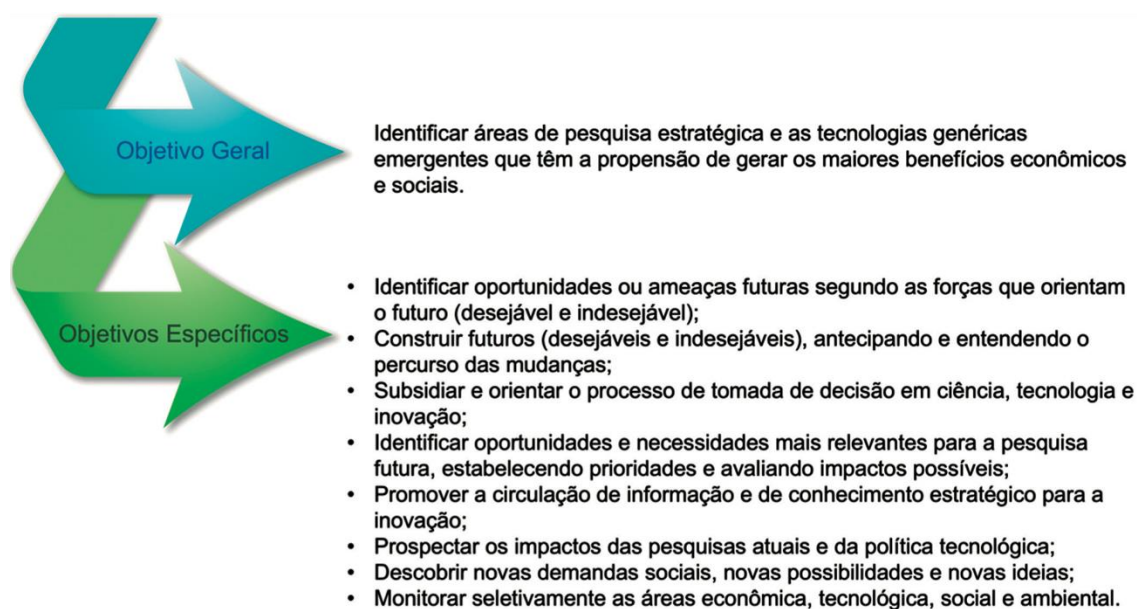 Objetivo Geral
Identificar áreas de pesquisa estratégica e as tecnologias genéricas
emergentes que têm a propensão de gerar os maiores benefícios econômicos
e sociais.
Objetivos Específicos
• Identificar oportunidades ou ameaças futuras segundo as forças que orientam
o futuro (desejável e indesejável);
• Construir futuros (desejáveis e indesejáveis), antecipando e entendendo o
percurso das mudanças;
• Subsidiar e orientar o processo de tomada de decisão em ciência, tecnologia e
inovação;
• Identificar oportunidades e necessidades mais relevantes para a pesquisa
futura, estabelecendo prioridades e avaliando impactos possíveis;
• Promover a circulação de informação e de conhecimento estratégico para a
inovação;
• Prospectar os impactos das pesquisas atuais e da política tecnológica;
• Descobrir novas demandas sociais, novas possibilidades e novas ideias;
• Monitorar seletivamente as áreas econômica, tecnológica, social e ambiental.